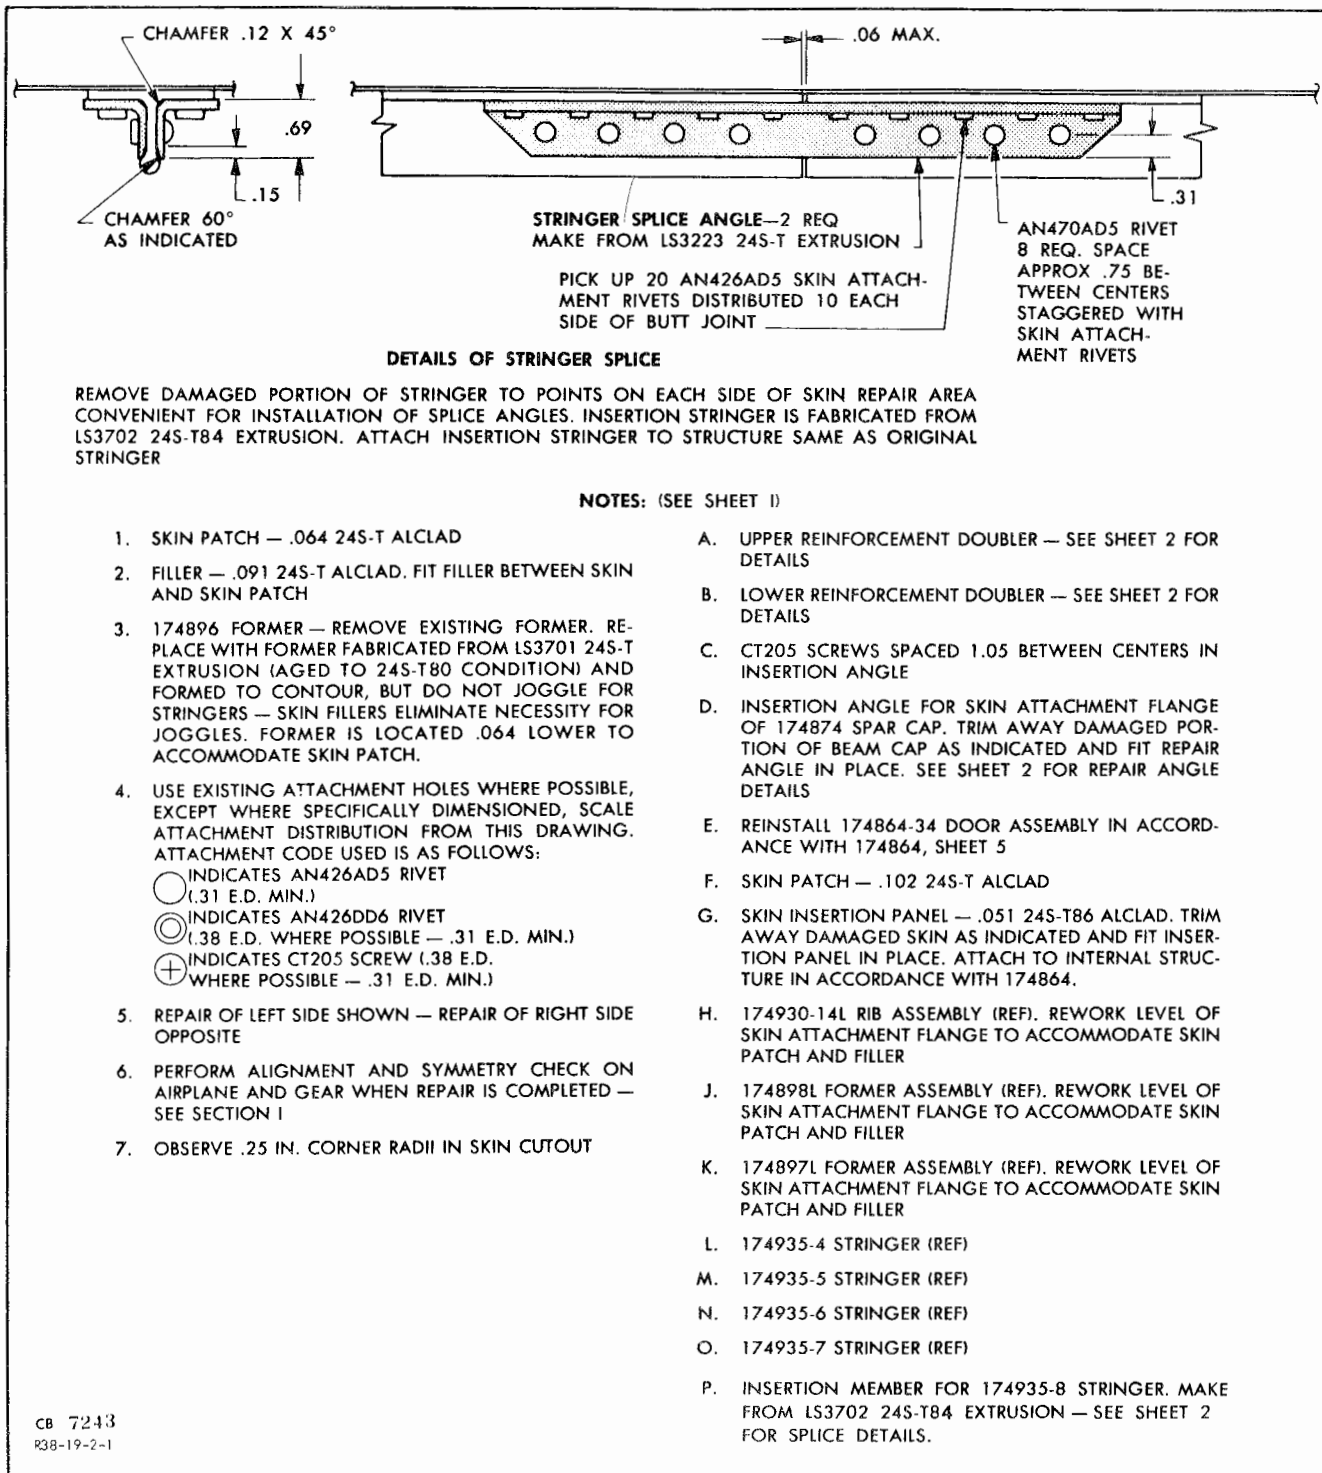 CHAMFER .12 X 45°
.06 MAX.
.69
.15
.31
CHAMFER 60°
AS INDICATED
STRINGER SPLICE ANGLE—2 REQ
MAKE FROM LS3223 24S-T EXTRUSION
PICK UP 20 AN426AD5 SKIN ATTACH-
MENT RIVETS DISTRIBUTED 10 EACH
SIDE OF BUTT JOINT
AN470AD5 RIVET
8 REQ. SPACE
APPROX .75 BE-
TWEEN CENTERS
STAGGERED WITH
SKIN ATTACH-
MENT RIVETS
DETAILS OF STRINGER SPLICE
REMOVE DAMAGED PORTION OF STRINGER TO POINTS ON EACH SIDE OF SKIN REPAIR AREA
CONVENIENT FOR INSTALLATION OF SPLICE ANGLES. INSERTION STRINGER IS FABRICATED FROM
LS3702 24S-T84 EXTRUSION. ATTACH INSERTION STRINGER TO STRUCTURE SAME AS ORIGINAL
STRINGER
NOTES: (SEE SHEET I)
1. SKIN PATCH — .064 24S-T ALCLAD
2. FILLER — .091 24S-T ALCLAD. FIT FILLER BETWEEN SKIN
AND SKIN PATCH
3. 174896 FORMER — REMOVE EXISTING FORMER. RE-
PLACE WITH FORMER FABRICATED FROM LS3701 24S-T
EXTRUSION (AGED TO 24S-T80 CONDITION) AND
FORMED TO CONTOUR, BUT DO NOT JOGGLE FOR
STRINGERS — SKIN FILLERS ELIMINATE NECESSITY FOR
JOGGLES. FORMER IS LOCATED .064 LOWER TO
ACCOMMODATE SKIN PATCH.
4. USE EXISTING ATTACHMENT HOLES WHERE POSSIBLE,
EXCEPT WHERE SPECIFICALLY DIMENSIONED, SCALE
ATTACHMENT DISTRIBUTION FROM THIS DRAWING.
ATTACHMENT CODE USED IS AS FOLLOWS:
INDICATES AN426AD5 RIVET
(.31 E.D. MIN.)
INDICATES AN426DD6 RIVET
(.38 E.D. WHERE POSSIBLE — .31 E.D. MIN.)
INDICATES CT205 SCREW (.38 E.D.
WHERE POSSIBLE — .31 E.D. MIN.)
5. REPAIR OF LEFT SIDE SHOWN — REPAIR OF RIGHT SIDE
OPPOSITE
6. PERFORM ALIGNMENT AND SYMMETRY CHECK ON
AIRPLANE AND GEAR WHEN REPAIR IS COMPLETED —
SEE SECTION I
7. OBSERVE .25 IN. CORNER RADII IN SKIN CUTOUT
A. UPPER REINFORCEMENT DOUBLER — SEE SHEET 2 FOR
DETAILS
B. LOWER REINFORCEMENT DOUBLER — SEE SHEET 2 FOR
DETAILS
C. CT205 SCREWS SPACED 1.05 BETWEEN CENTERS IN
INSERTION ANGLE
D. INSERTION ANGLE FOR SKIN ATTACHMENT FLANGE
OF 174874 SPAR CAP. TRIM AWAY DAMAGED POR-
TION OF BEAM CAP AS INDICATED AND FIT REPAIR
ANGLE IN PLACE. SEE SHEET 2 FOR REPAIR ANGLE
DETAILS
E. REINSTALL 174864-34 DOOR ASSEMBLY IN ACCORD-
ANCE WITH 174864, SHEET 5
F. SKIN PATCH — .102 24S-T ALCLAD
G. SKIN INSERTION PANEL — .051 24S-T86 ALCLAD. TRIM
AWAY DAMAGED SKIN AS INDICATED AND FIT INSER-
TION PANEL IN PLACE. ATTACH TO INTERNAL STRUC-
TURE IN ACCORDANCE WITH 174864.
H. 174930-14L RIB ASSEMBLY (REF). REWORK LEVEL OF
SKIN ATTACHMENT FLANGE TO ACCOMMODATE SKIN
PATCH AND FILLER
J. 174898L FORMER ASSEMBLY (REF). REWORK LEVEL OF
SKIN ATTACHMENT FLANGE TO ACCOMMODATE SKIN
PATCH AND FILLER
K. 174897L FORMER ASSEMBLY (REF). REWORK LEVEL OF
SKIN ATTACHMENT FLANGE TO ACCOMMODATE SKIN
PATCH AND FILLER
L. 174935-4 STRINGER (REF)
M. 174935-5 STRINGER (REF)
N. 174935-6 STRINGER (REF)
O. 174935-7 STRINGER (REF)
P. INSERTION MEMBER FOR 174935-8 STRINGER. MAKE
FROM LS3702 24S-T84 EXTRUSION — SEE SHEET 2
FOR SPLICE DETAILS.
CB 7243
R38-19-2-1